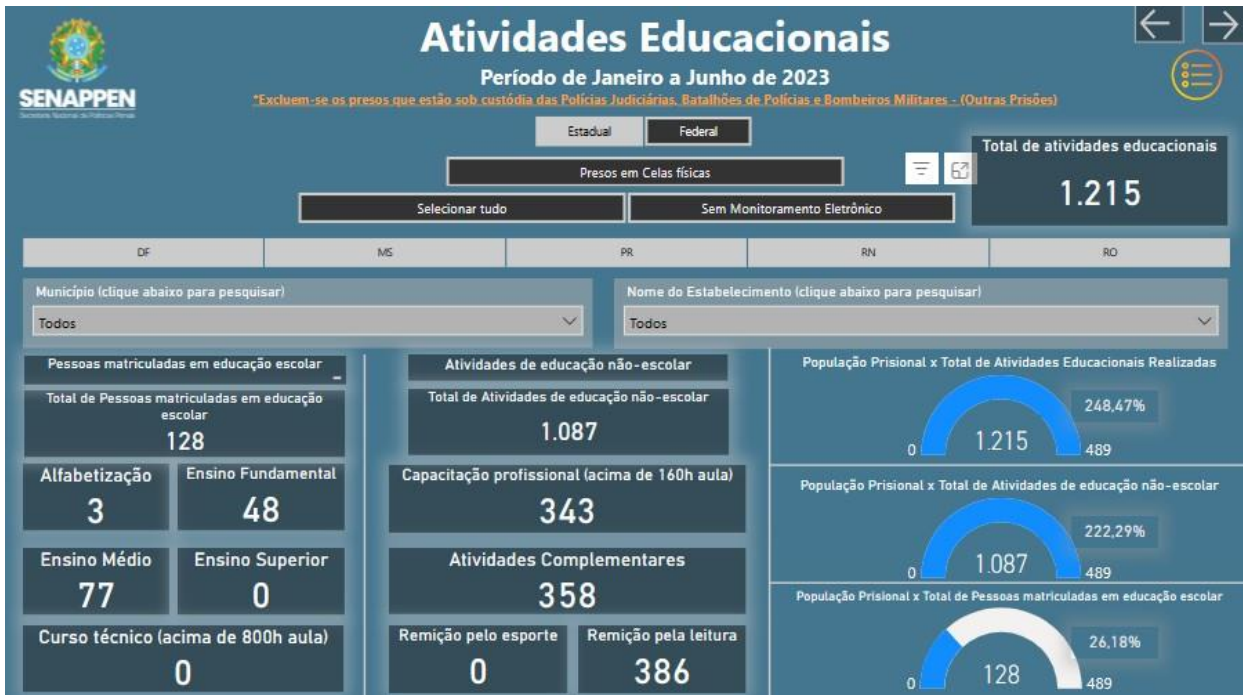 Atividades Educacionais
Período de Janeiro a Junho de 2023
SENAPPEN
Secretaria Nacional de Políticas Penais
*Excluem-se os presos que estão sob custódia das Polícias Judiciárias, Batalhões de Polícias e Bombeiros Militares - (Outras Prisões)
Estadual
Federal
Presos em Celas físicas
Selecionar tudo
Sem Monitoramento Eletrônico
Total de atividades educacionais
1.215
DF
MS
PR
RN
RO
Município (clique abaixo para pesquisar)
Todos
Nome do Estabelecimento (clique abaixo para pesquisar)
Todos
Pessoas matriculadas em educação escolar
Total de Pessoas matriculadas em educação
escolar
128
Alfabetização
3
Ensino Fundamental
48
Ensino Médio
77
Ensino Superior
0
Curso técnico (acima de 800h aula)
0
Atividades de educação não-escolar
Total de Atividades de educação não-escolar
1.087
Capacitação profissional (acima de 160h aula)
343
Atividades Complementares
358
Remição pelo esporte
0
Remição pela leitura
386
População Prisional x Total de Atividades Educacionais Realizadas
248,47%
1.215
0
489
População Prisional x Total de Atividades de educação não-escolar
222,29%
1.087
0
489
População Prisional x Total de Pessoas matriculadas em educação escolar
26,18%
128
0
489